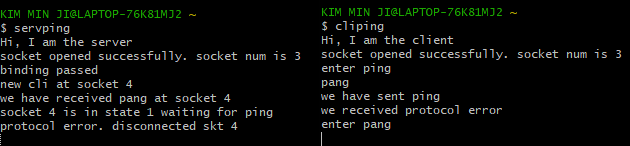 KIM MIN JI@LAPTOP-76K81MJ2 ~
$ servping
Hi, I am the server
socket opened successfully. socket num is 3
binding passed
new cli at socket 4
we have received pang at socket 4
socket 4 is in state 1 waiting for ping
protocol error. disconnected skt 4
KIM MIN JI@LAPTOP-76K81MJ2 ~
$ cliping
Hi, I am the client
socket opened successfully. socket num is 3
enter ping
pang
we have sent ping
we received protocol error
enter pang